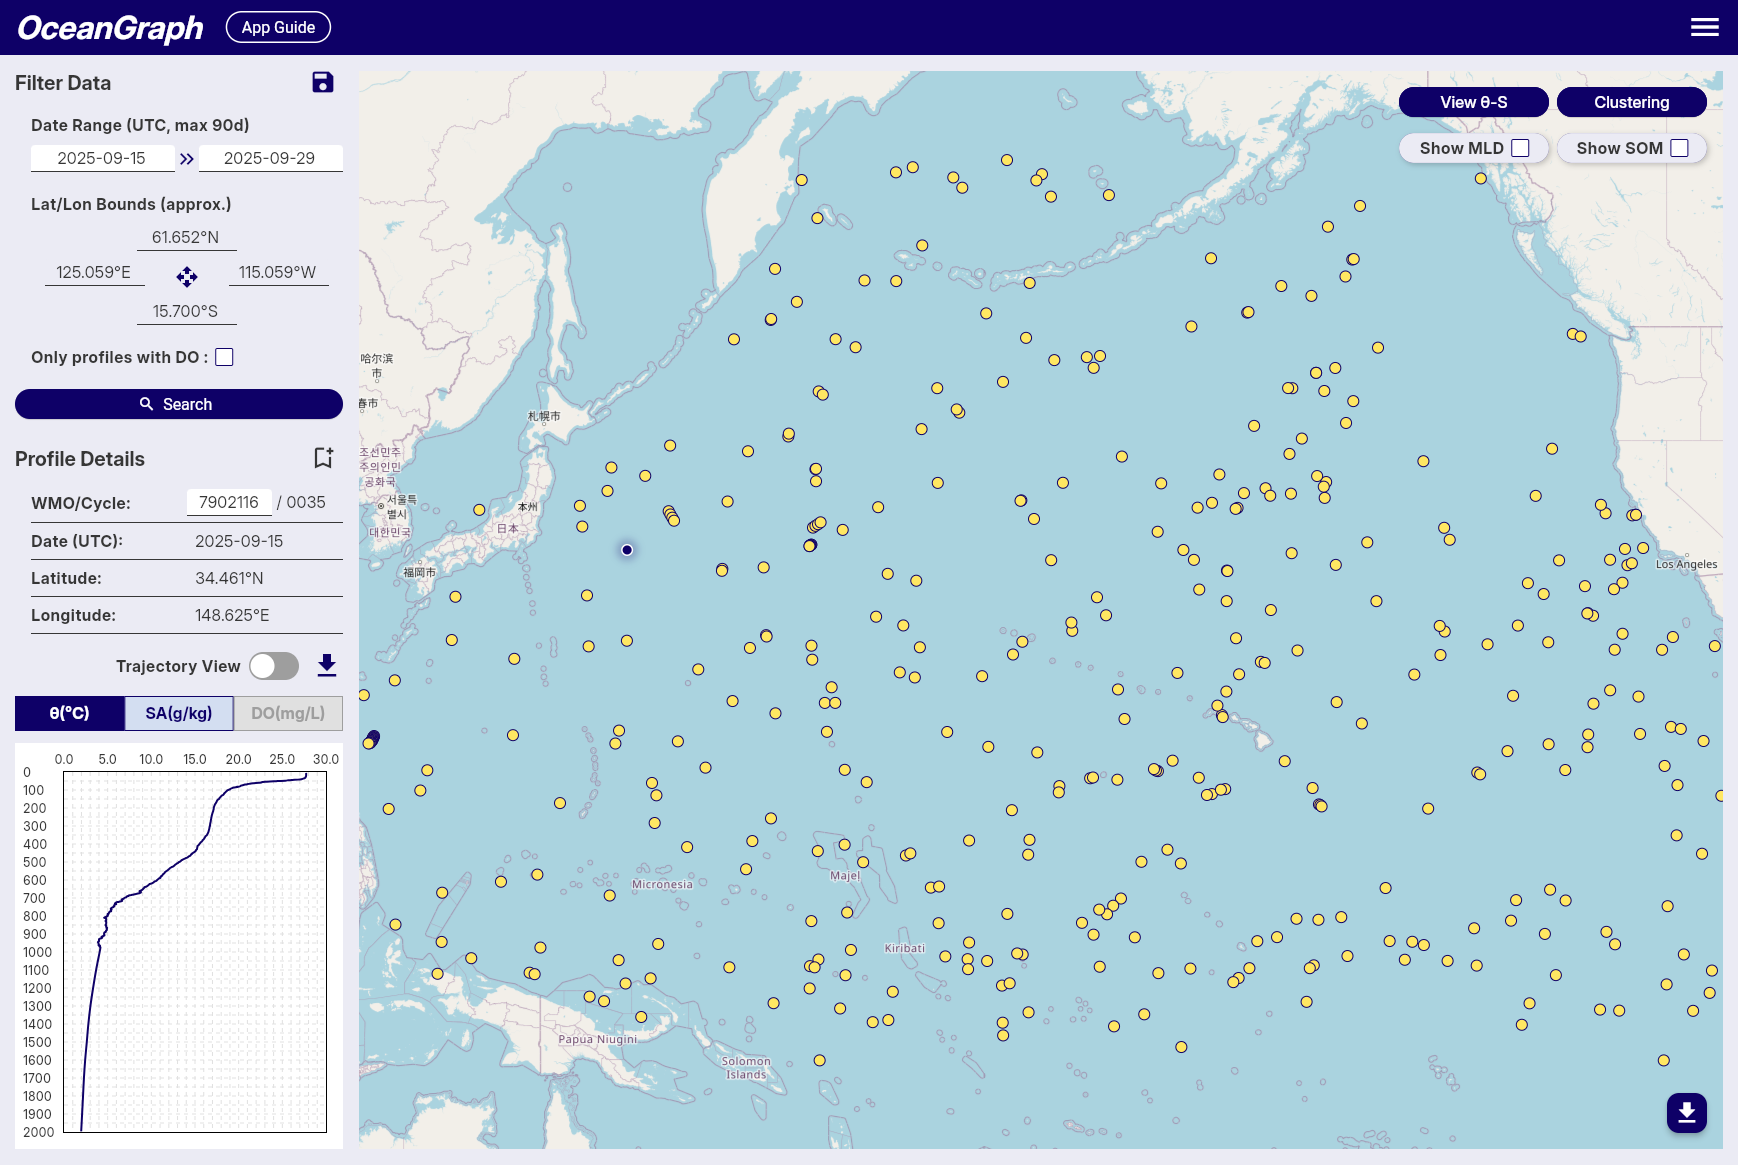 OceanGraph
App Guide
Filter Data
Date Range (UTC, max 90d)
2025-09-15
2025-09-29
Lat/Lon Bounds (approx.)
61.652°N
125.059°E
115.059°W
15.700°S
Only profiles with DO :
Search
Profile Details
WMO/Cycle:
7902116 / 0035
Date (UTC):
2025-09-15
Latitude:
34.461°N
Longitude:
148.625°E
Trajectory View
θ(°C)
SA(g/kg)
DO(mg/L)
0.0 5.0 10.0 15.0 20.0 25.0 30.0
0
100
200
300
400
500
600
700
800
900
1000
1100
1200
1300
1400
1500
1600
1700
1800
1900
2000
View θ-S
Clustering
Show MLD
Show SOM
哈尔滨
市
春市
札幌市
조선민주
주의인민
공화국
서울특
별시
대한민국
本州
日本
福岡市
Los Angeles
Micronesia
Majeļ
Kiribati
Papua Niugini
Solomon
Islands